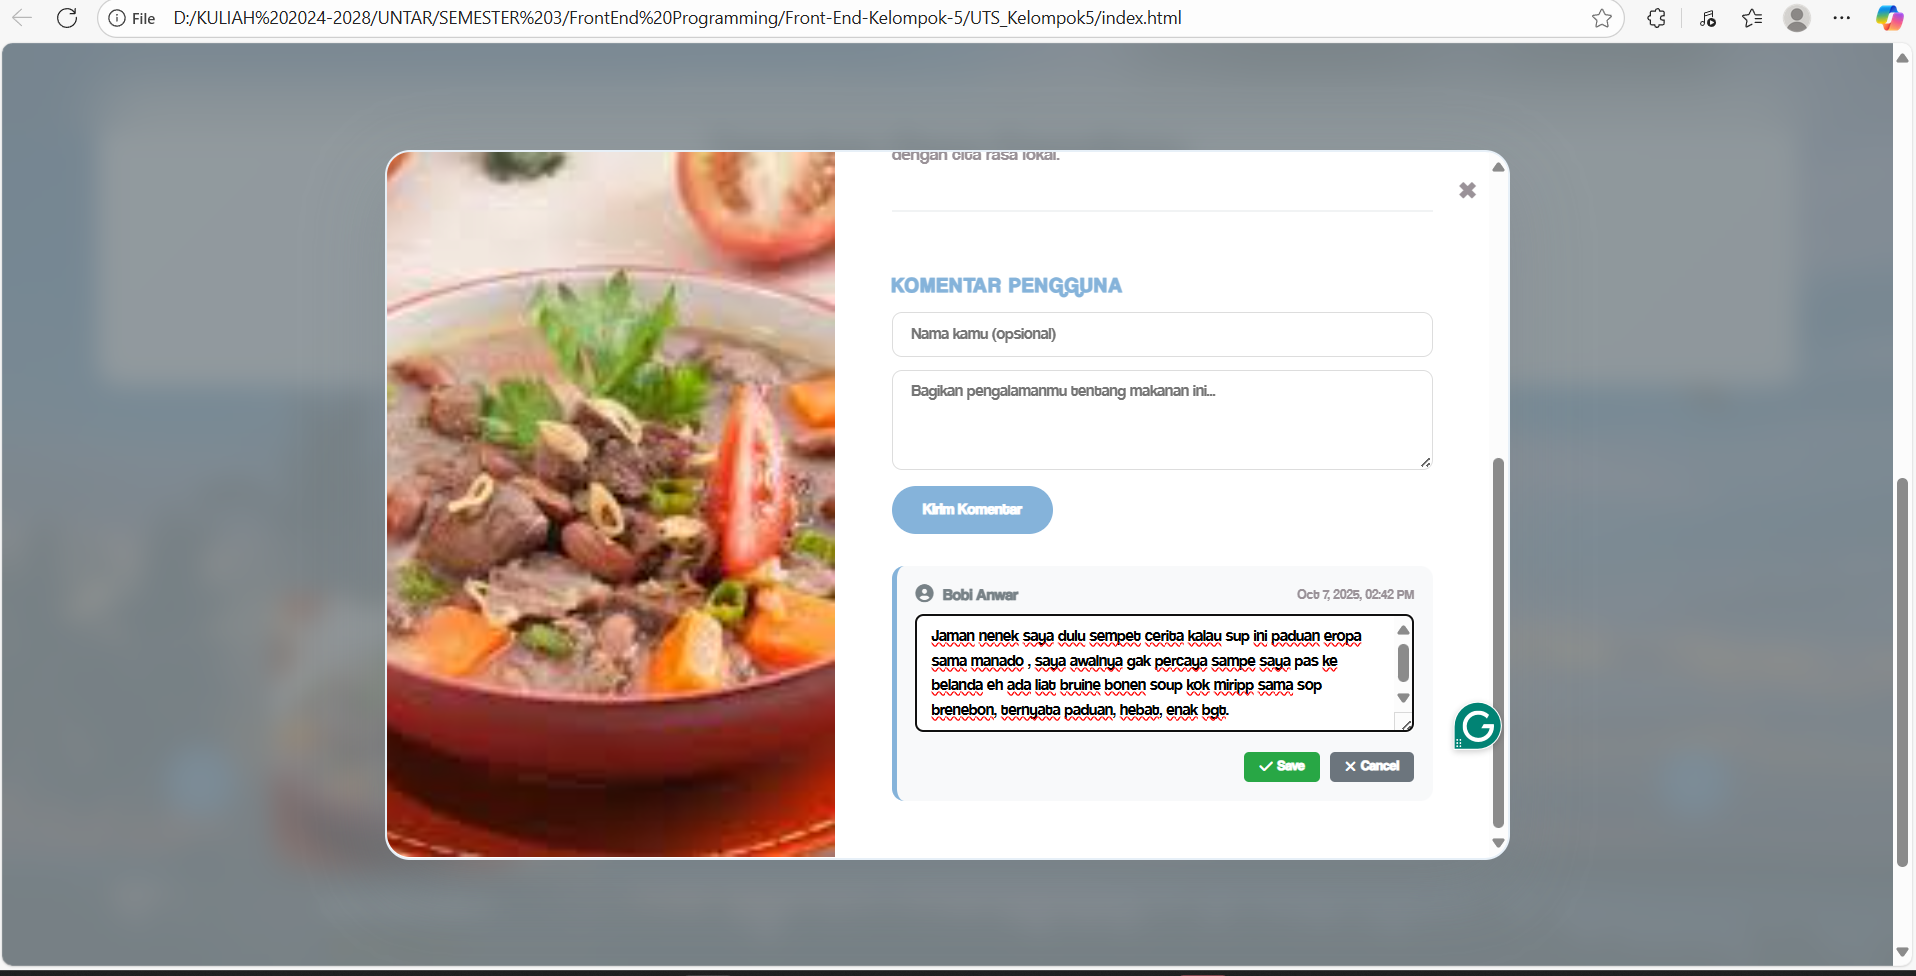 File
D:/KULIAH%202024-2028/UNTAR/SEMESTER%203/FrontEnd%20Programming/Front-End-Kelompok-5/UTS_Kelompok5/index.html
dengan cita rasa lokal.
KOMENTAR PENGGUNA
Nama kamu (opsional)
Bagikan pengalamanmu tentang makanan ini...
Kirim Komentar
Bobi Anwar
Oct 7, 2025, 02:42 PM
Jaman nenek saya dulu sempet cerita kalau sup ini paduan eropa
sama manado , saya awalnya gak percaya sampe saya pas ke
belanda eh ada liat bruine bonen soup kok miripp sama sop
brenebon, ternyata paduan, hebat, enak bgt.
Save
Cancel